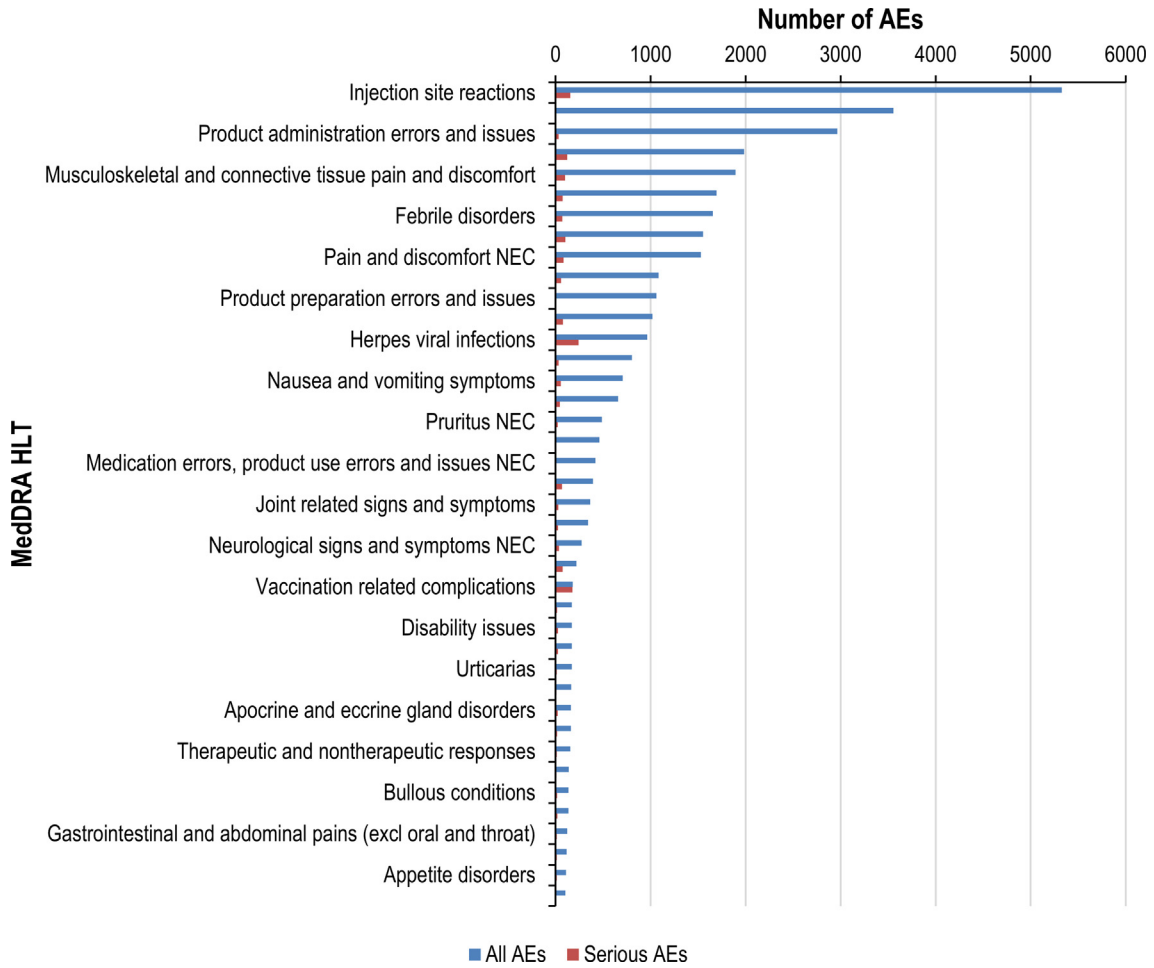 Number of AEs
0 1000 2000 3000 4000 5000 6000
Injection site reactions
Product administration errors and issues
Musculoskeletal and connective tissue pain and discomfort
Febrile disorders
Pain and discomfort NEC
Product preparation errors and issues
Herpes viral infections
Nausea and vomiting symptoms
Pruritus NEC
Medication errors, product use errors and issues NEC
Joint related signs and symptoms
Neurological signs and symptoms NEC
Vaccination related complications
Disability issues
Urticarias
Apocrine and eccrine gland disorders
Therapeutic and nontherapeutic responses
Bullous conditions
Gastrointestinal and abdominal pains (excl oral and throat)
Appetite disorders
MedDRA HLT
All AEs Serious AEs